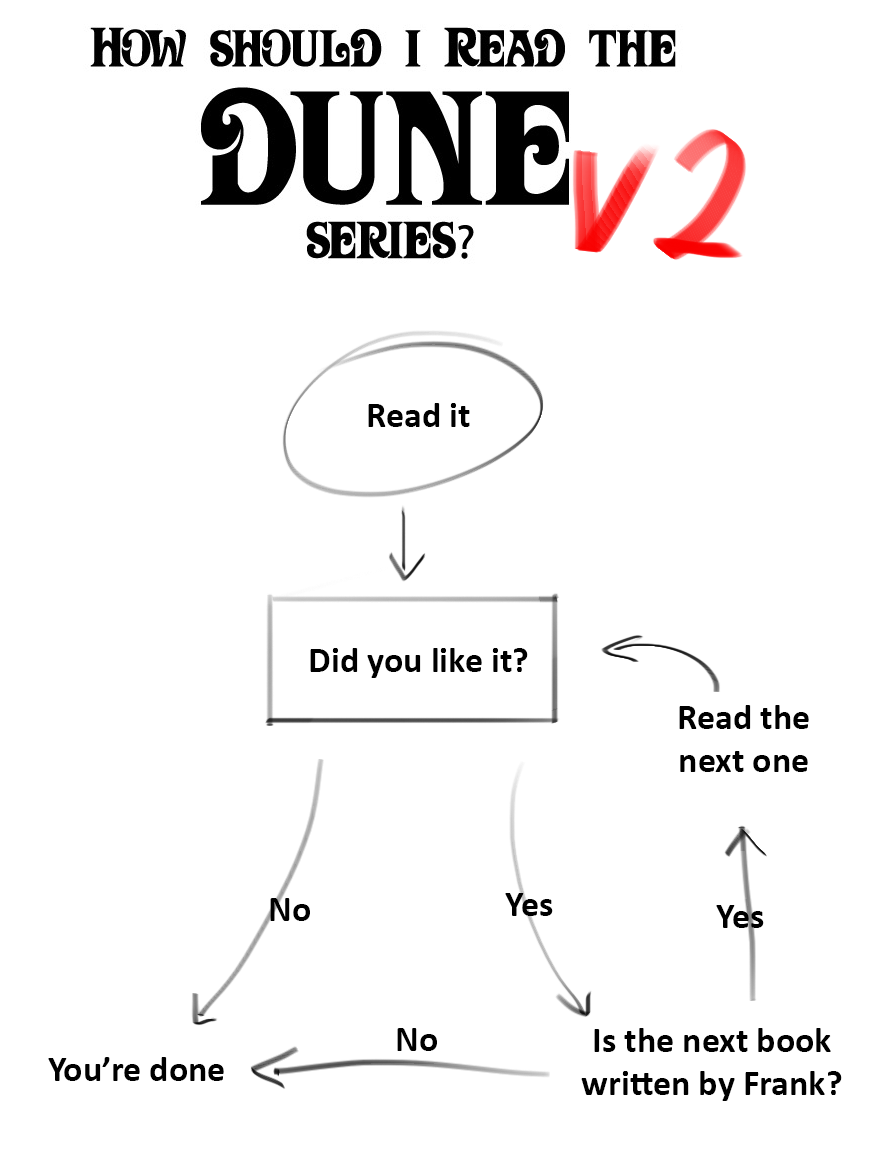 HOW SHOULD I READ THE
DUNE
V2
SERIES?
Read it
Did you like it?
Read the
next one
No
Yes
Yes
No
Is the next book
written by Frank?
You’re done